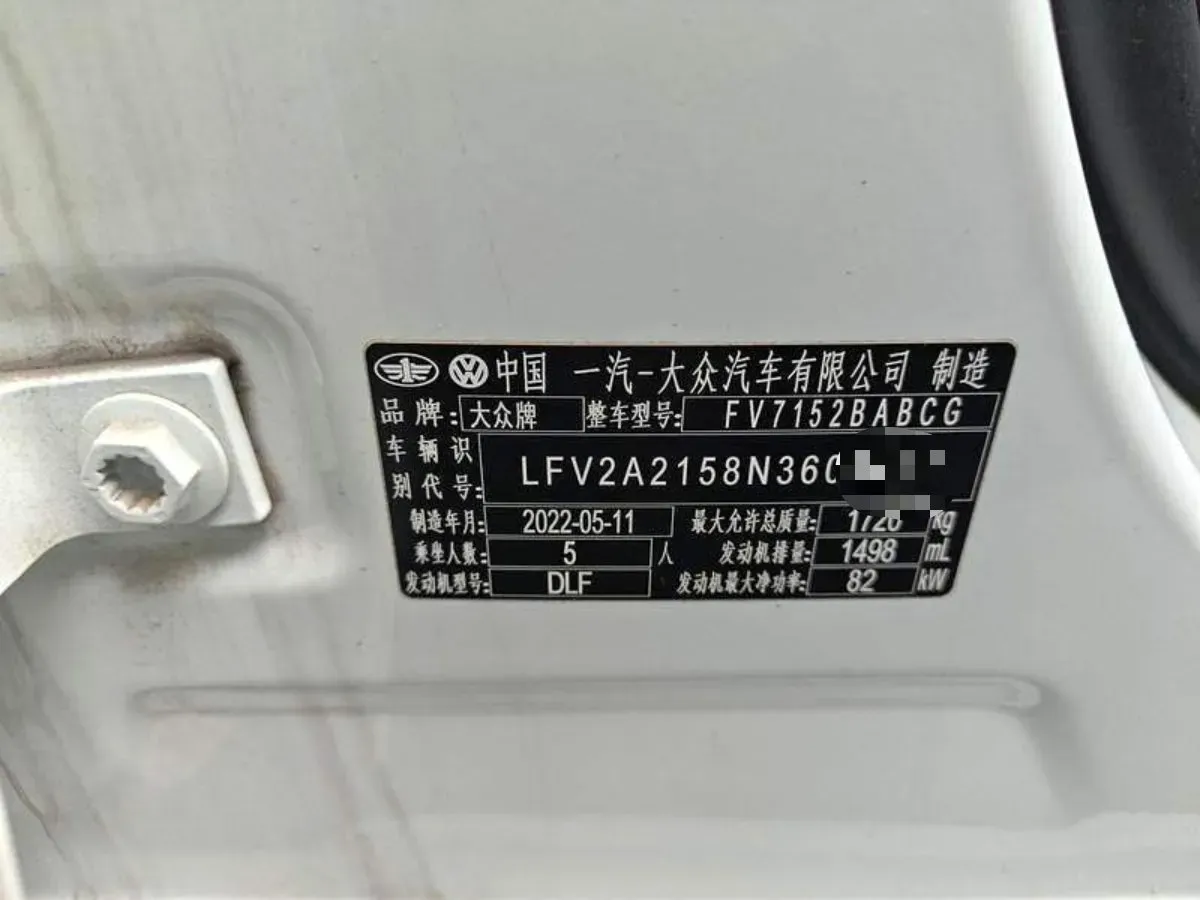 中国 一汽-大众汽车有限公司 制造
品牌: 大众牌 整车型号: FV7152BABCG
车辆识别代号: LFV2A2158N36
制造年月: 2022-05-11 最大允许总质量: 1720 kg
乘坐人数: 5 人 发动机排量: 1498 mL
发动机型号: DLF 发动机最大净功率: 82 kW